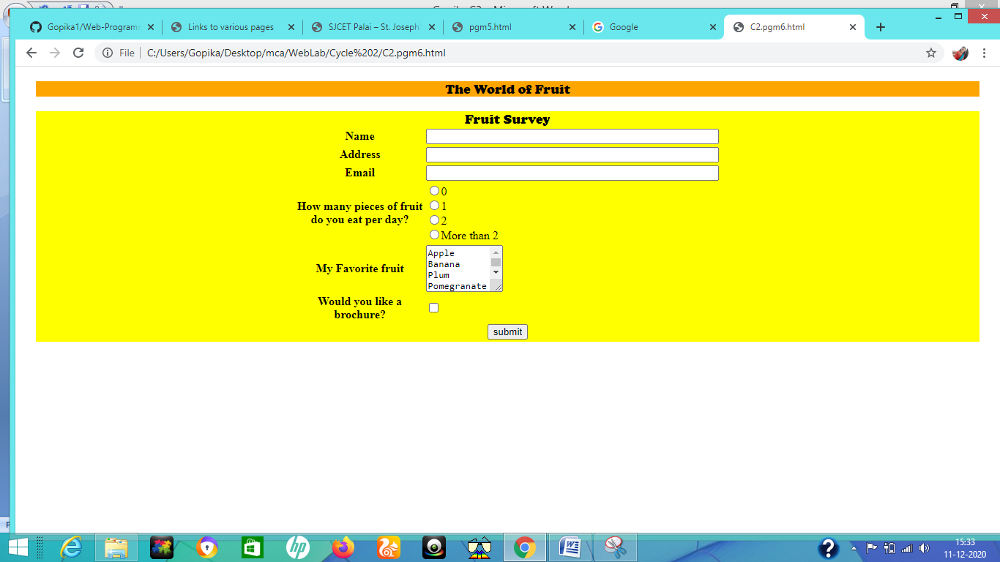 Gopika1/Web-Programm
Links to various pages
SJCET Palai – St. Joseph'
pgm5.html
Google
C2.pgm6.html
File
C:/Users/Gopika/Desktop/mca/WebLab/Cycle%202/C2.pgm6.html
The World of Fruit
Fruit Survey
Name
Address
Email
How many pieces of fruit
do you eat per day?
0
1
2
More than 2
My Favorite fruit
Apple
Banana
Plum
Pomegranate
Would you like a
brochure?
submit
hp
15:33
11-12-2020